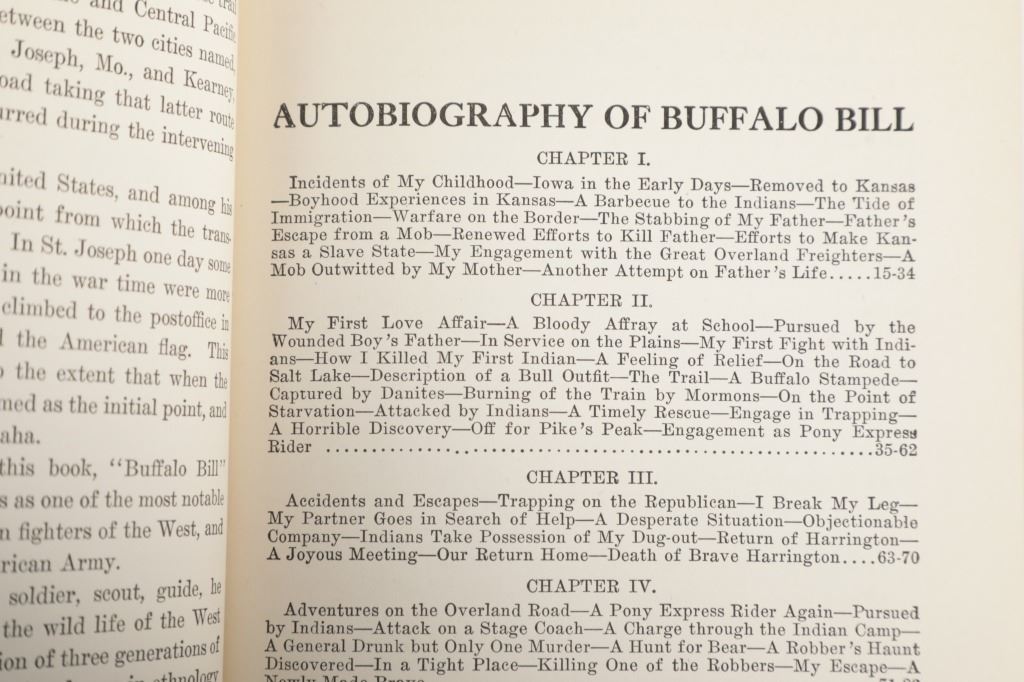 and Central Pacific
etween the two cities named,
Joseph, Mo., and Kearney,
oad taking that latter route
urred during the intervening
nited States, and among his
point from which the trans-
In St. Joseph one day some
in the war time were more
climbed to the postoffice in
the American flag. This
the extent that when the
med as the initial point, and
aha.
this book, "Buffalo Bill"
s as one of the most notable
n fighters of the West, and
rican Army.
soldier, scout, guide, he
the wild life of the West
ion of three generations of
in ethnology
AUTOBIOGRAPHY OF BUFFALO BILL
CHAPTER I.
Incidents of My Childhood—Iowa in the Early Days—Removed to Kansas
—Boyhood Experiences in Kansas—A Barbecue to the Indians—The Tide of
Immigration—Warfare on the Border—The Stabbing of My Father—Father's
Escape from a Mob—Renewed Efforts to Kill Father—Efforts to Make Kan-
sas a Slave State—My Engagement with the Great Overland Freighters—A
Mob Outwitted by My Mother—Another Attempt on Father's Life.....15-34
CHAPTER II.
My First Love Affair—A Bloody Affray at School—Pursued by the
Wounded Boy's Father—In Service on the Plains—My First Fight with Indi-
ans—How I Killed My First Indian—A Feeling of Relief—On the Road to
Salt Lake—Description of a Bull Outfit—The Trail—A Buffalo Stampede—
Captured by Danites—Burning of the Train by Mormons—On the Point of
Starvation—Attacked by Indians—A Timely Rescue—Engage in Trapping—
A Horrible Discovery—Off for Pike's Peak—Engagement as Pony Express
Rider ..................................................35-62
CHAPTER III.
Accidents and Escapes—Trapping on the Republican—I Break My Leg—
My Partner Goes in Search of Help—A Desperate Situation—Objectionable
Company—Indians Take Possession of My Dug-out—Return of Harrington—
A Joyous Meeting—Our Return Home—Death of Brave Harrington....63-70
CHAPTER IV.
Adventures on the Overland Road—A Pony Express Rider Again—Pursued
by Indians—Attack on a Stage Coach—A Charge through the Indian Camp—
A General Drunk but Only One Murder—A Hunt for Bear—A Robber's Haunt
Discovered—In a Tight Place—Killing One of the Robbers—My Escape—A